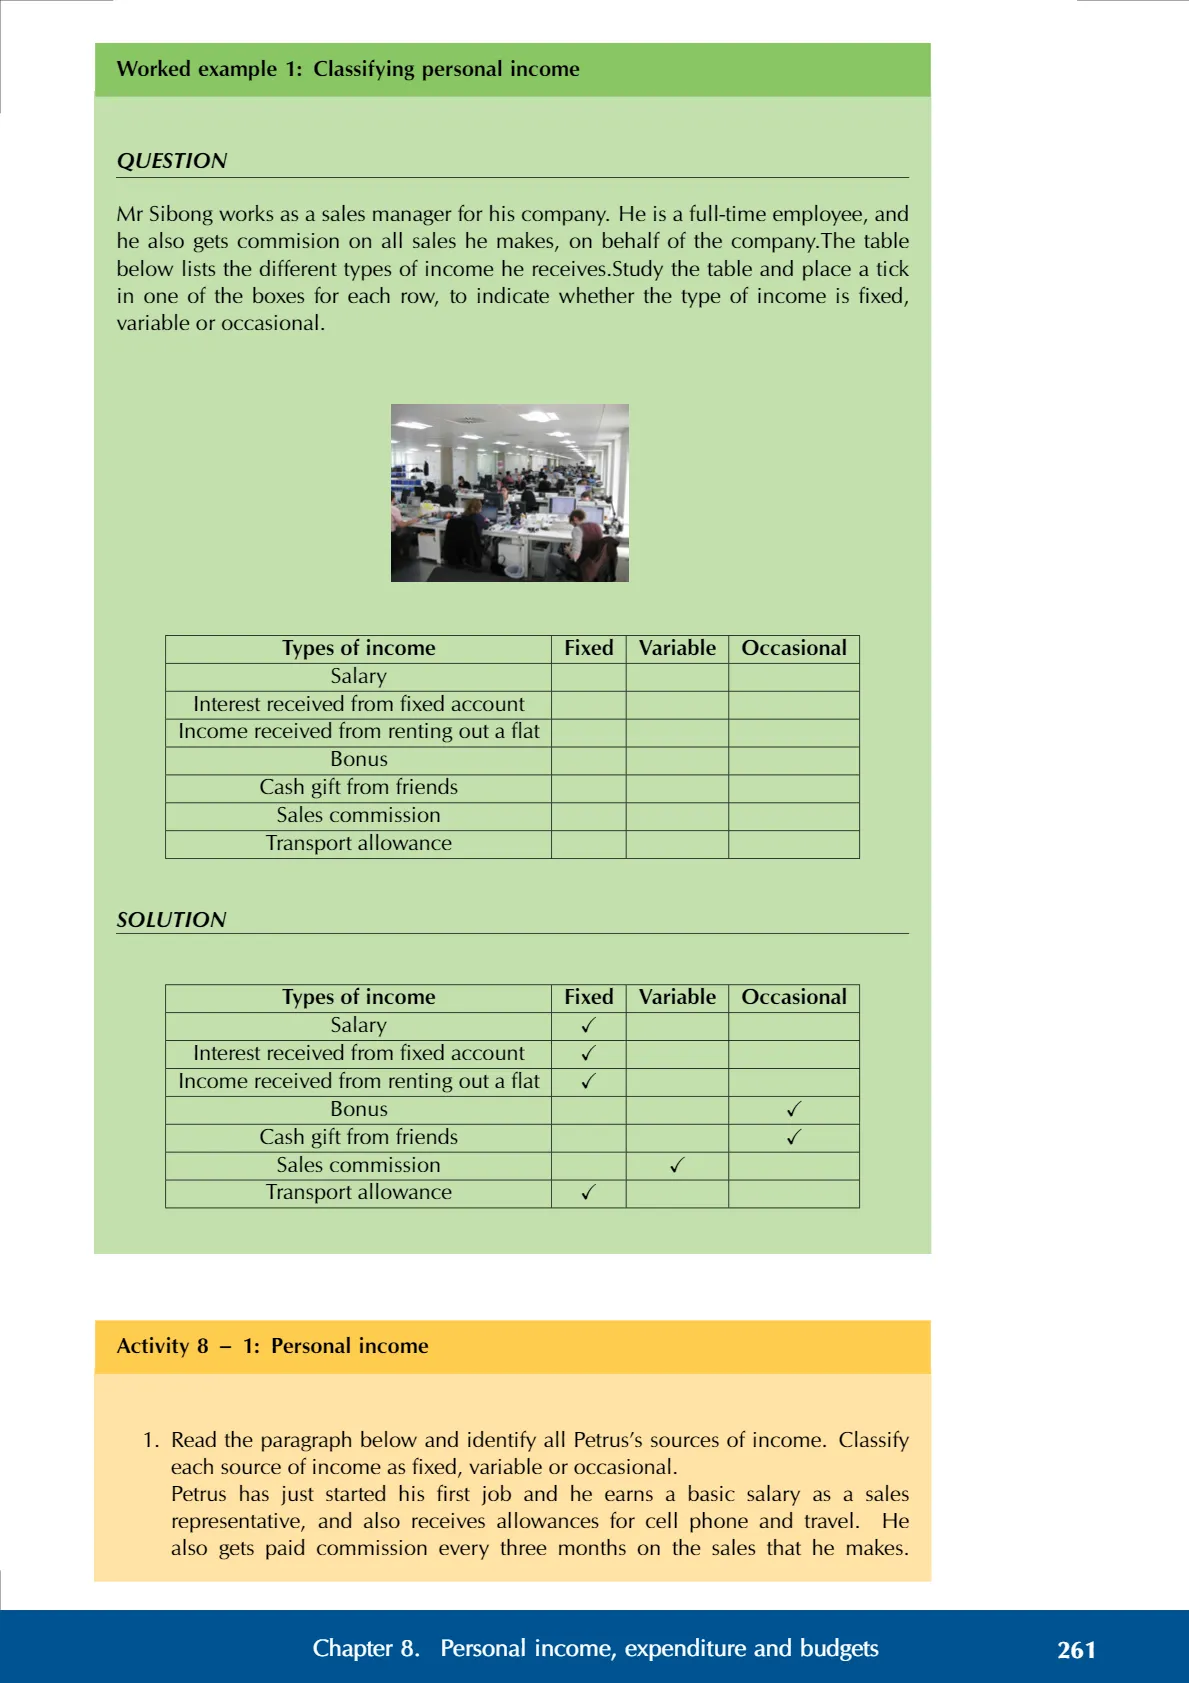 Worked example 1: Classifying personal income
QUESTION
Mr Sibong works as a sales manager for his company. He is a full-time employee, and
he also gets commision on all sales he makes, on behalf of the company.The table
below lists the different types of income he receives.Study the table and place a tick
in one of the boxes for each row, to indicate whether the type of income is fixed,
variable or occasional.
Types of income Fixed Variable Occasional
Salary
Interest received from fixed account
Income received from renting out a flat
Bonus
Cash gift from friends
Sales commission
Transport allowance
SOLUTION
Types of income Fixed Variable Occasional
Salary ✓
Interest received from fixed account ✓
Income received from renting out a flat ✓
Bonus ✓
Cash gift from friends ✓
Sales commission ✓
Transport allowance ✓
Activity 8 – 1: Personal income
1. Read the paragraph below and identify all Petrus’s sources of income. Classify
each source of income as fixed, variable or occasional.
Petrus has just started his first job and he earns a basic salary as a sales
representative, and also receives allowances for cell phone and travel. He
also gets paid commission every three months on the sales that he makes.
Chapter 8. Personal income, expenditure and budgets 261